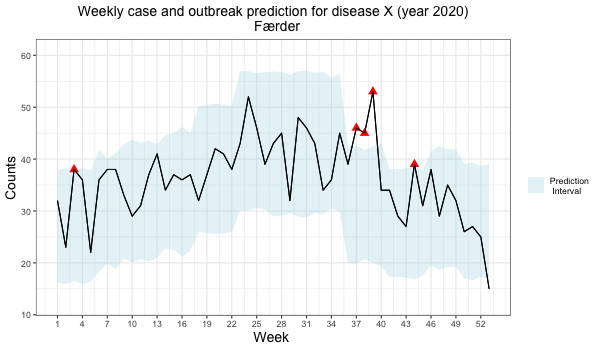 Weekly case and outbreak prediction for disease X (year 2020)
Færder
60
50
40
30
20
10
Counts
1 4 7 10 13 16 19 22 25 28 31 34 37 40 43 46 49 52
Week
Prediction
Interval